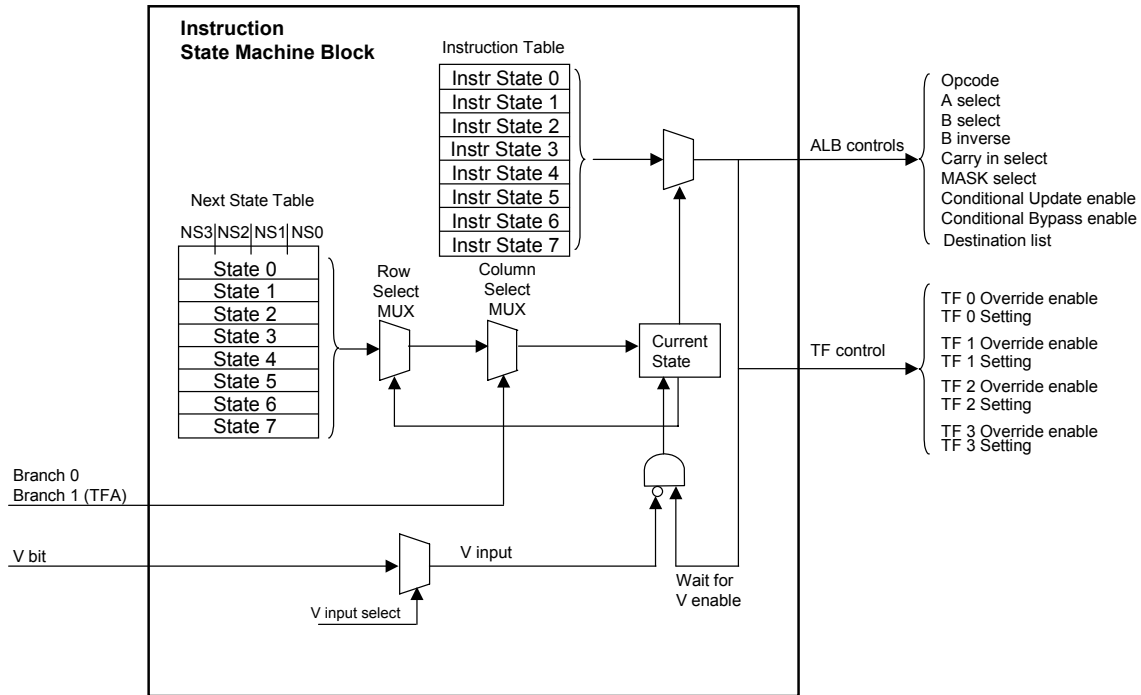 Instruction
State Machine Block
Instruction Table
Instr State 0
Instr State 1
Instr State 2
Instr State 3
Instr State 4
Instr State 5
Instr State 6
Instr State 7
Next State Table
NS3 NS2 NS1 NS0
State 0
State 1
State 2
State 3
State 4
State 5
State 6
State 7
Row
Select
MUX
Column
Select
MUX
Current
State
ALB controls
Opcode
A select
B select
B inverse
Carry in select
MASK select
Conditional Update enable
Conditional Bypass enable
Destination list
TF control
TF 0 Override enable
TF 0 Setting
TF 1 Override enable
TF 1 Setting
TF 2 Override enable
TF 2 Setting
TF 3 Override enable
TF 3 Setting
Branch 0
Branch 1 (TFA)
V bit
V input
V input select
Wait for
V enable